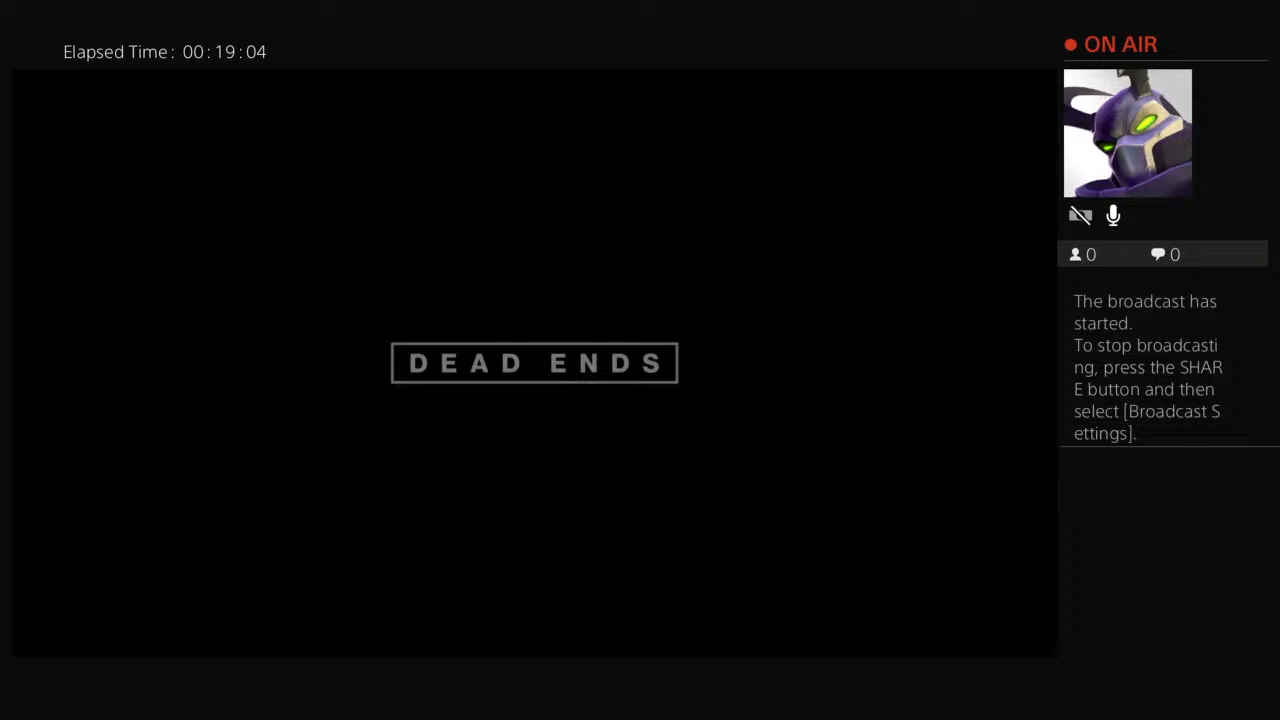 Elapsed Time: 00:19:04
ON AIR
0 0
The broadcast has
started.
To stop broadcasti
ng, press the SHAR
E button and then
select [Broadcast S
ettings].
DEAD ENDS